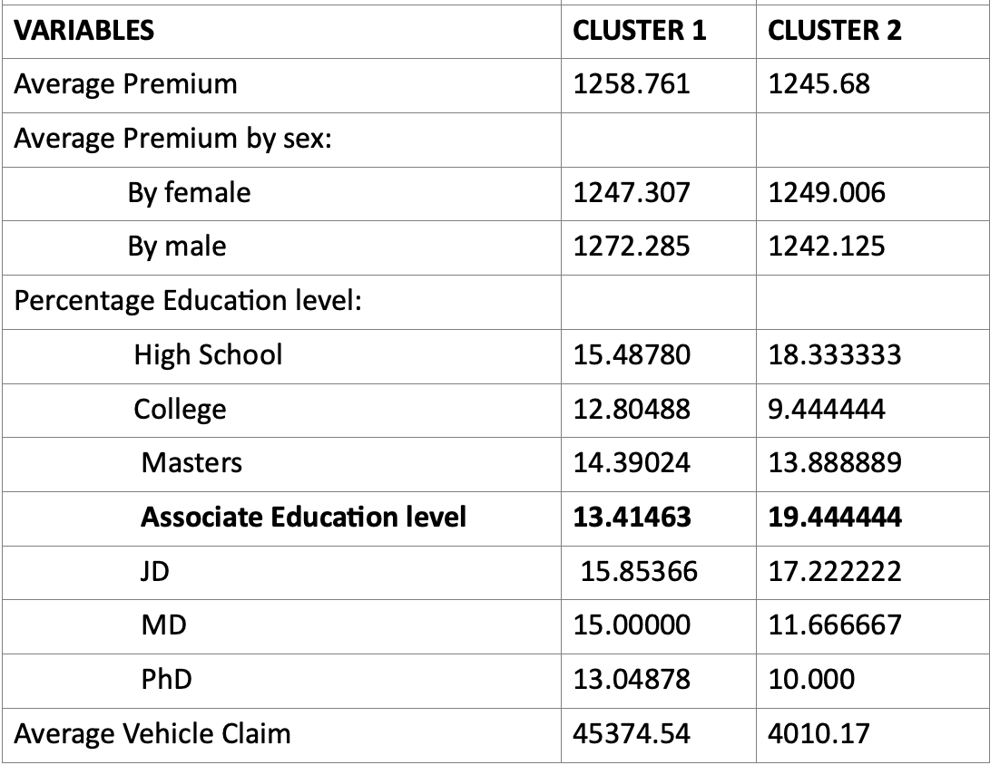 VARIABLES CLUSTER 1 CLUSTER 2
Average Premium 1258.761 1245.68
Average Premium by sex:
By female 1247.307 1249.006
By male 1272.285 1242.125
Percentage Education level:
High School 15.48780 18.333333
College 12.80488 9.444444
Masters 14.39024 13.888889
Associate Education level 13.41463 19.444444
JD 15.85366 17.222222
MD 15.00000 11.666667
PhD 13.04878 10.000
Average Vehicle Claim 45374.54 4010.17